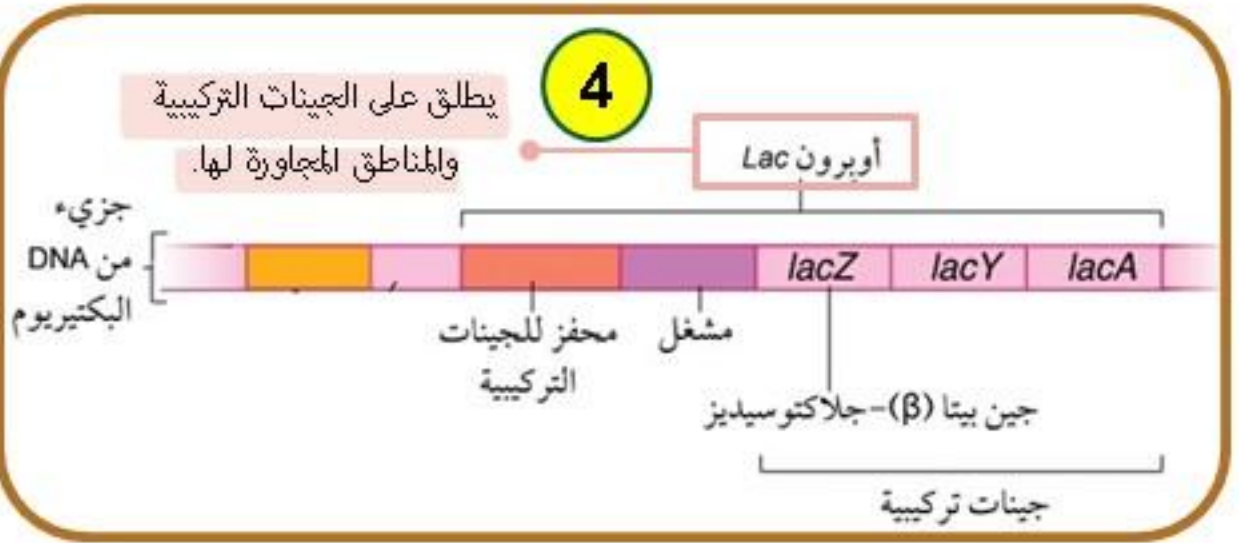 4
يطلق على الجينات التركيبية
والمناطق المجاورة لها.
أوبرون Lac
جزيء
من DNA
البكتيريوم
lacZ
lacY
lacA
محفز للجينات
التركيبية
مشغل
جين بيتا (β)-جلاكتوسيديز
جينات تركيبية